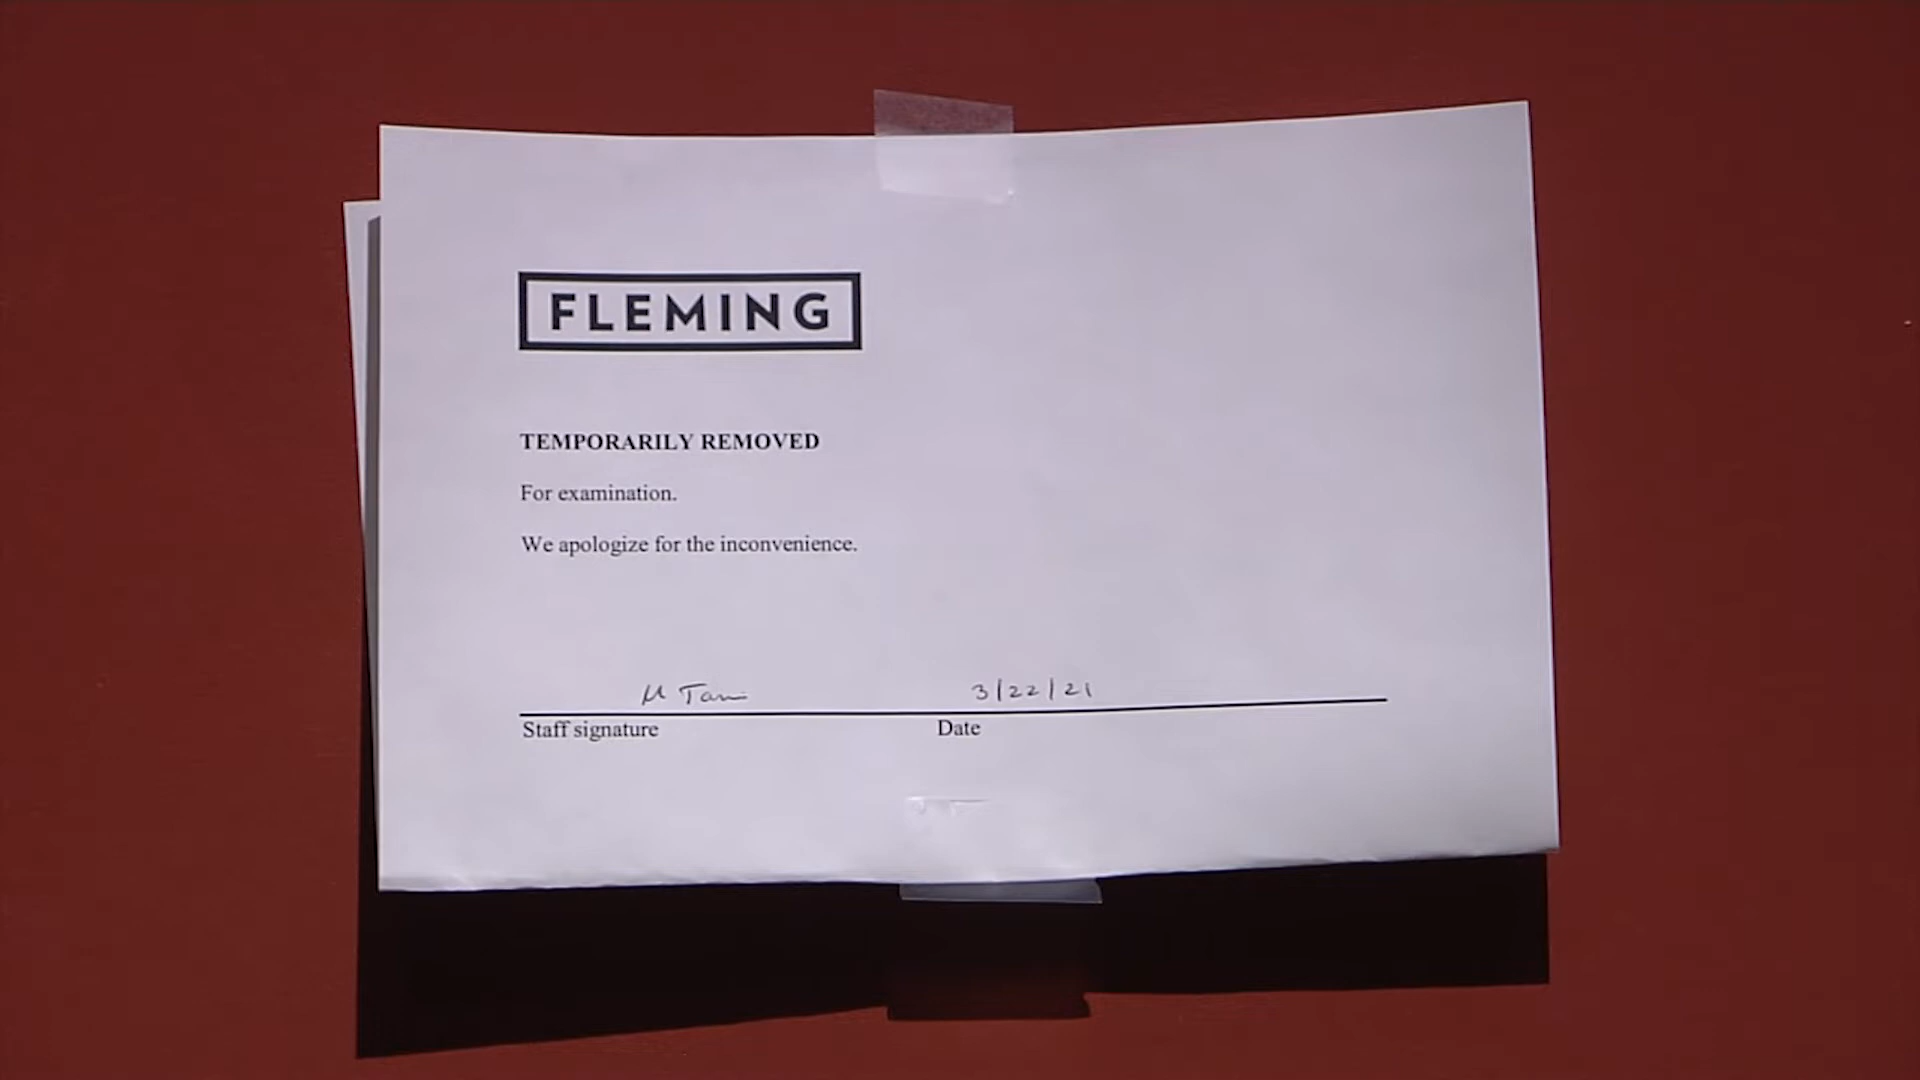 FLEMING
TEMPORARILY REMOVED
For examination.
We apologize for the inconvenience.
3/22/21
Staff signature Date